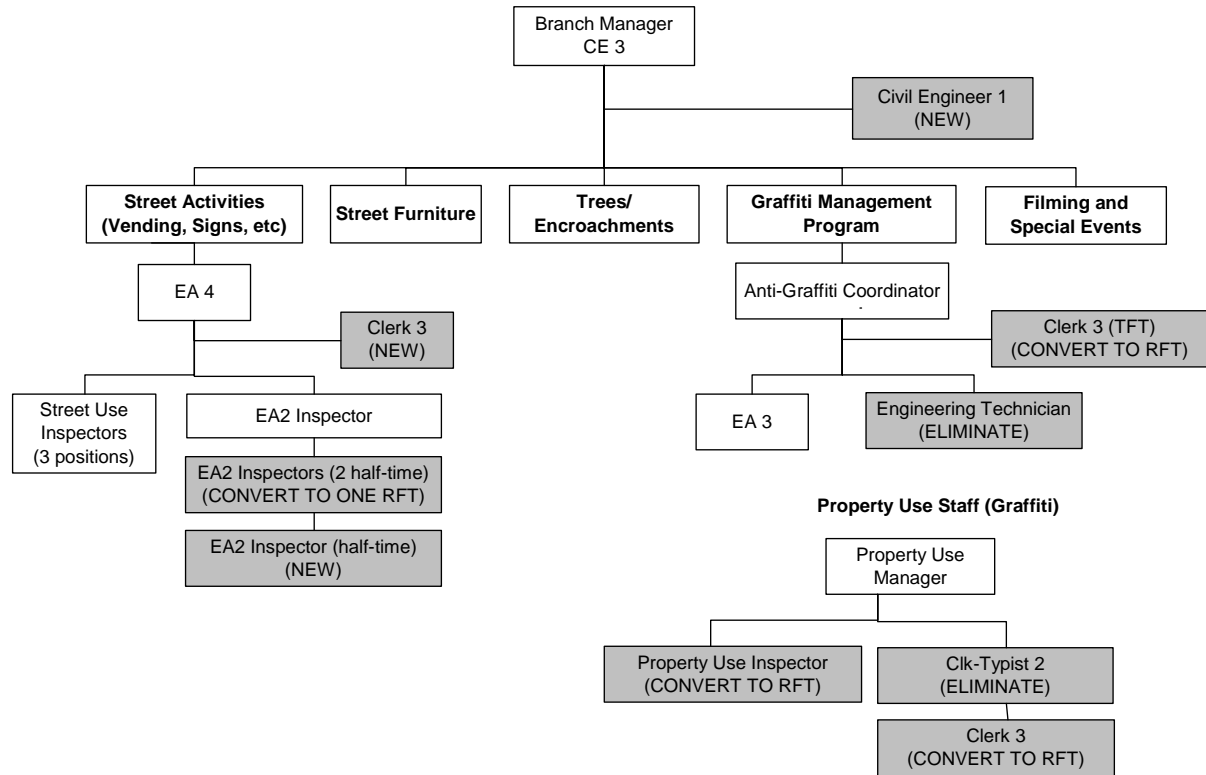 Branch Manager
CE 3
Civil Engineer 1
(NEW)
Street Activities
(Vending, Signs, etc)
Street Furniture
Trees/
Encroachments
Graffiti Management
Program
Filming and
Special Events
EA 4
Anti-Graffiti Coordinator
.
Clerk 3
(NEW)
Clerk 3 (TFT)
(CONVERT TO RFT)
Street Use
Inspectors
(3 positions)
EA2 Inspector
EA 3
Engineering Technician
(ELIMINATE)
EA2 Inspectors (2 half-time)
(CONVERT TO ONE RFT)
EA2 Inspector (half-time)
(NEW)
Property Use Staff (Graffiti)
Property Use
Manager
Property Use Inspector
(CONVERT TO RFT)
Clk-Typist 2
(ELIMINATE)
Clerk 3
(CONVERT TO RFT)